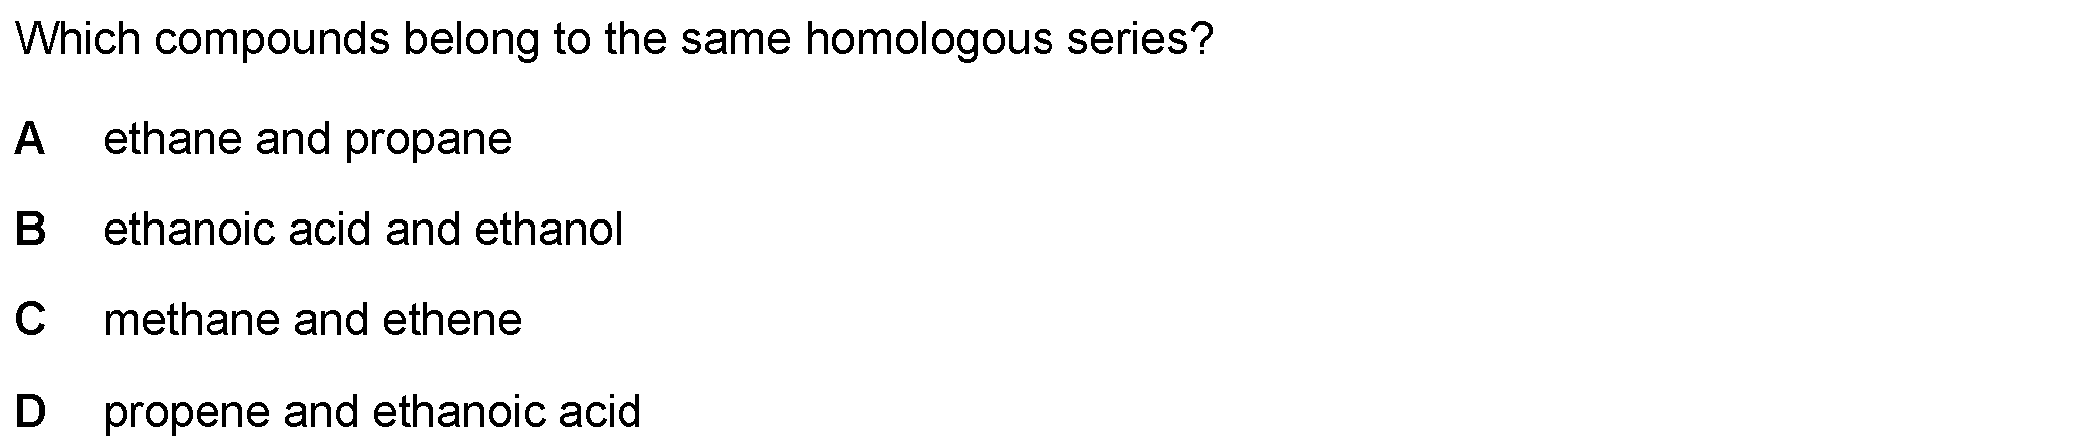 Which compounds belong to the same homologous series?
A ethane and propane
B ethanoic acid and ethanol
C methane and ethene
D propene and ethanoic acid